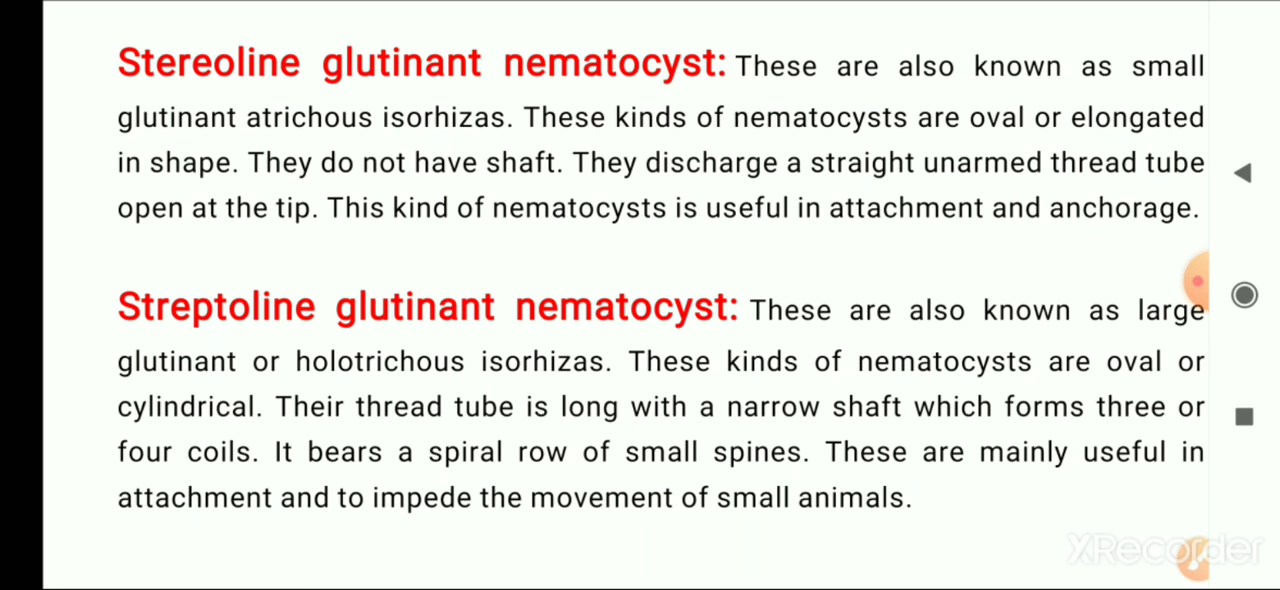 Stereoline glutinant nematocyst: These are also known as small
glutinant atrichous isorhizas. These kinds of nematocysts are oval or elongated
in shape. They do not have shaft. They discharge a straight unarmed thread tube
open at the tip. This kind of nematocysts is useful in attachment and anchorage.
Streptoline glutinant nematocyst: These are also known as large
glutinant or holotrichous isorhizas. These kinds of nematocysts are oval or
cylindrical. Their thread tube is long with a narrow shaft which forms three or
four coils. It bears a spiral row of small spines. These are mainly useful in
attachment and to impede the movement of small animals.
XRecorder